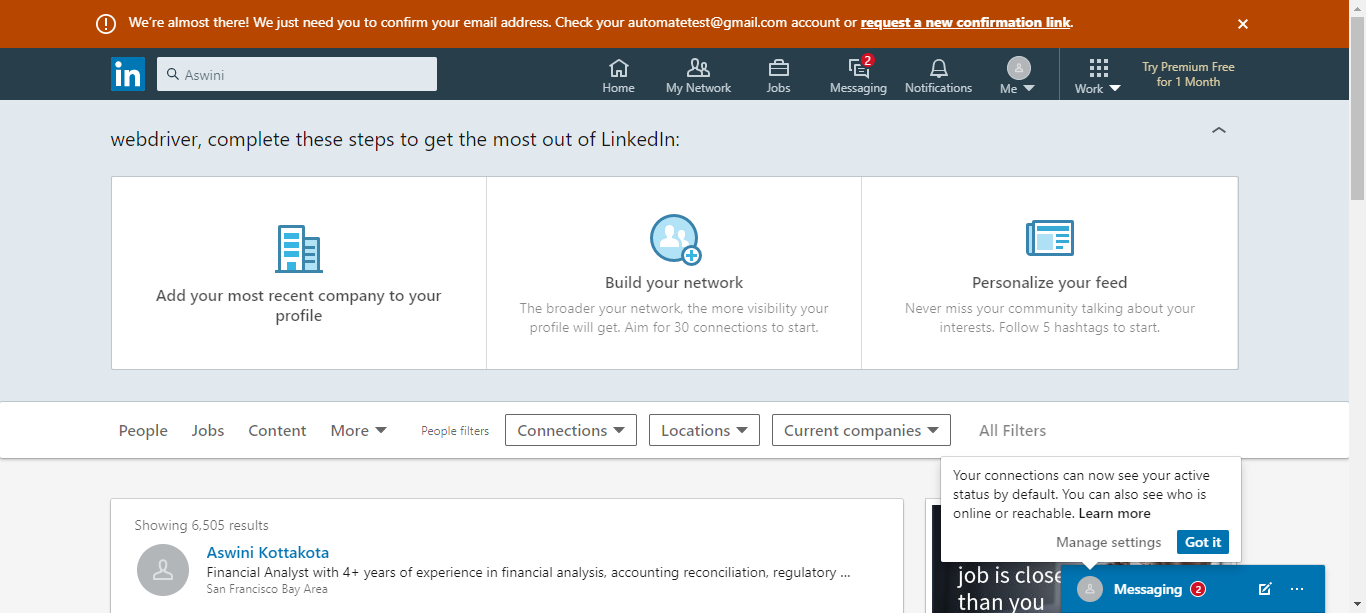 We're almost there! We just need you to confirm your email address. Check your automatetest@gmail.com account or request a new confirmation link.
in
Aswini
Home
My Network
Jobs
2
Messaging
Notifications
Me
Work
Try Premium Free
for 1 Month
webdriver, complete these steps to get the most out of LinkedIn:
Add your most recent company to your
profile
Build your network
The broader your network, the more visibility your
profile will get. Aim for 30 connections to start.
Personalize your feed
Never miss your community talking about your
interests. Follow 5 hashtags to start.
People Jobs Content More People filters Connections Locations Current companies All Filters
Your connections can now see your active
status by default. You can also see who is
online or reachable. Learn more
Manage settings Got it
Showing 6,505 results
Aswini Kottakota
Financial Analyst with 4+ years of experience in financial analysis, accounting reconciliation, regulatory ...
San Francisco Bay Area
job is close
than you
Messaging 2